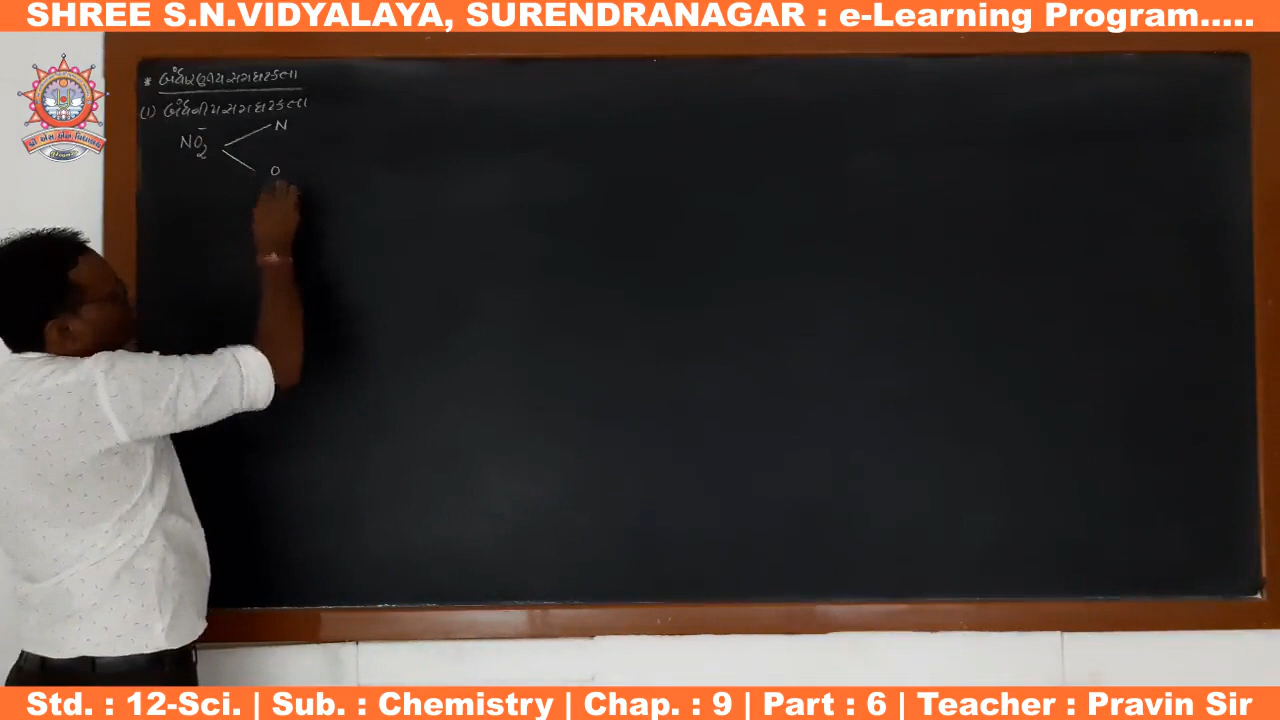 SHREE S.N.VIDYALAYA, SURENDRANAGAR : e-Learning Program.....
* બંધારણીય સમઘટકતા
(1) બંધનીય સમઘટકતા
NO₂⁻
N
O
Std. : 12-Sci. | Sub. : Chemistry | Chap. : 9 | Part : 6 | Teacher : Pravin Sir